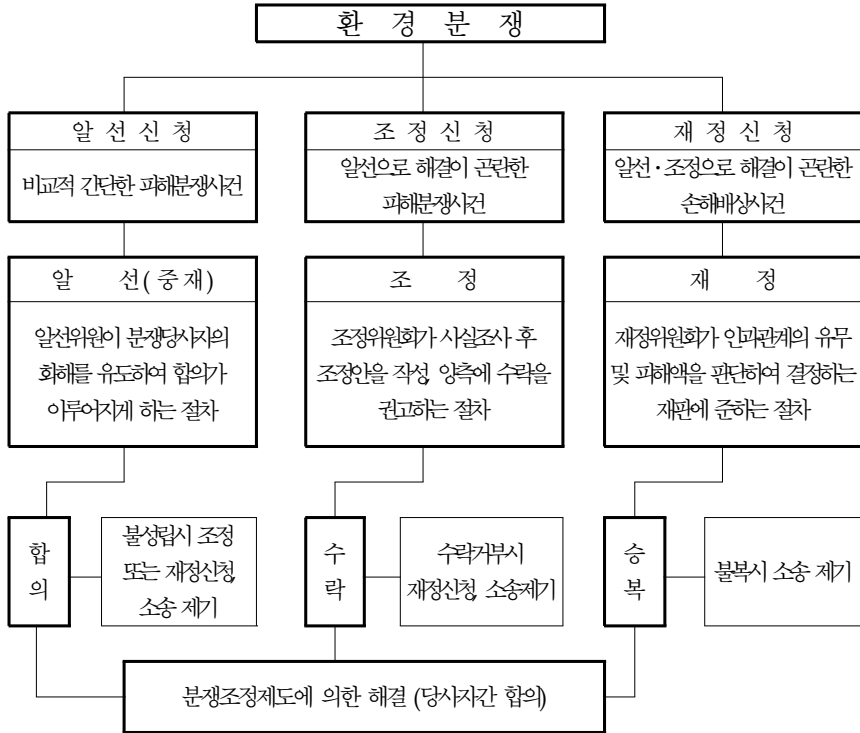 환 경 분 쟁
알 선 신 청
비교적 간단한 피해분쟁사건
조 정 신 청
알선으로 해결이 곤란한
피해분쟁사건
재 정 신 청
알선·조정으로 해결이 곤란한
손해배상사건
알 선(중재)
알선위원이 분쟁당사자의
화해를 유도하여 합의가
이루어지게 하는 절차
조 정
조정위원회가 사실조사 후
조정안을 작성, 양측에 수락을
권고하는 절차
재 정
재정위원회가 인과관계의 유무
및 피해액을 판단하여 결정하는
재판에 준하는 절차
합
의
불성립시 조정
또는 재정신청,
소송 제기
수
락
수락거부시
재정신청, 소송제기
승
복
불복시 소송 제기
분쟁조정제도에 의한 해결 (당사자간 합의)